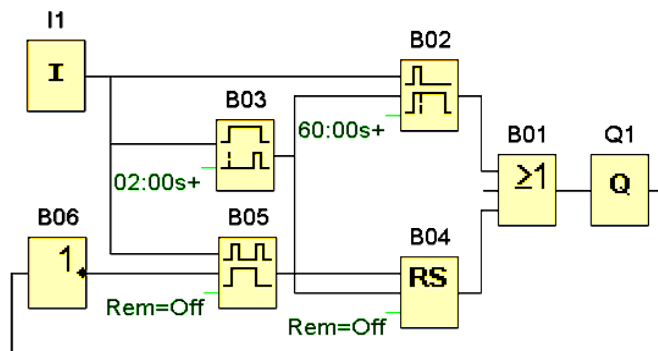 I1
I
B02
B03
60:00s+
B01
≥1
Q1
Q
02:00s+
B06
1
B05
B04
RS
Rem=Off
Rem=Off